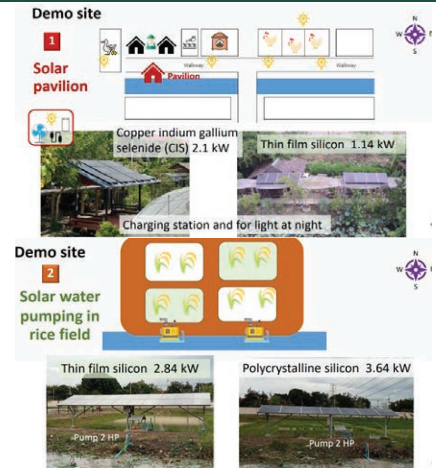 Demo site
1
Solar
pavilion
Walkway
Walkway
Pavilion
N
W
S
Copper indium gallium
selenide (CIS) 2.1 kW
Thin film silicon 1.14 kW
Charging station and for light at night
Demo site
2
Solar water
pumping in
rice field
N
W
S
Thin film silicon 2.84 kW
Polycrystalline silicon 3.64 kW
Pump 2 HP
Pump 2 HP